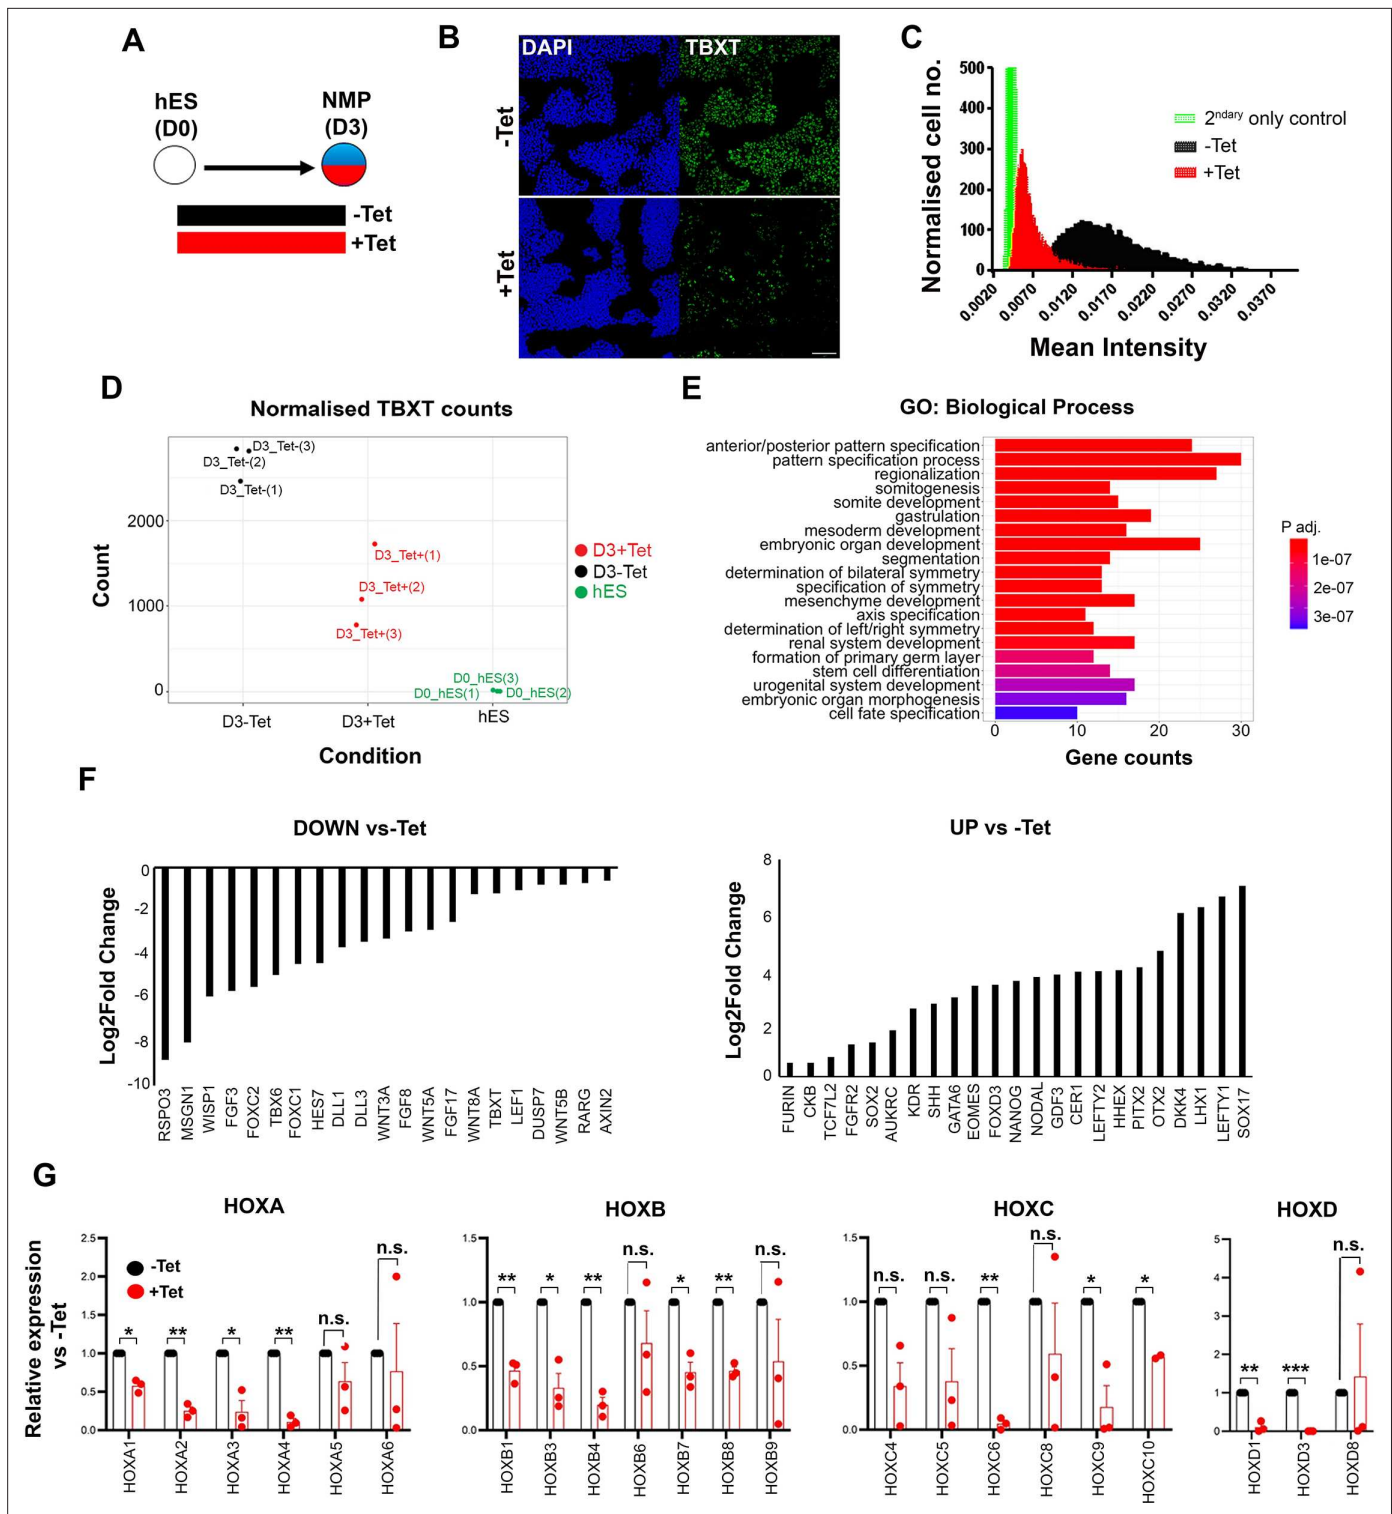 A
hES
(D0)
NMP
(D3)
-Tet
+Tet
B
DAPI
TBXT
-Tet
+Tet
C
Normalised cell no.
500
400
300
200
100
0
0.0020
0.0070
0.0120
0.0170
0.0220
0.0270
0.0320
0.0370
Mean Intensity
2ndary only control
-Tet
+Tet
D
Normalised TBXT counts
Count
2000
1000
0
D3_Tet-(3)
D3_Tet-(2)
D3_Tet-(1)
D3_Tet+(1)
D3_Tet+(2)
D3_Tet+(3)
D0_hES(3)
D0_hES(1)
D0_hES(2)
D3-Tet
D3+Tet
hES
Condition
D3+Tet
D3-Tet
hES
E
GO: Biological Process
anterior/posterior pattern specification
pattern specification process
regionalization
somitogenesis
somite development
gastrulation
mesoderm development
embryonic organ development
segmentation
determination of bilateral symmetry
specification of symmetry
mesenchyme development
axis specification
determination of left/right symmetry
renal system development
formation of primary germ layer
stem cell differentiation
urogenital system development
embryonic organ morphogenesis
cell fate specification
0
10
20
30
Gene counts
P adj.
1e-07
2e-07
3e-07
F
DOWN vs-Tet
Log2Fold Change
0
-2
-4
-6
-8
-10
RSPO3
MSGN1
WISP1
FGF3
FOXC2
TBX6
FOXC1
HES7
DLL1
DLL3
WNT3A
FGF8
WNT5A
FGF17
WNT8A
TBXT
LEF1
DUSP7
WNT5B
RARG
AXIN2
UP vs -Tet
Log2Fold Change
8
6
4
2
0
FURIN
CKB
TCF7L2
FGFR2
SOX2
AUKRC
KDR
SHH
GATA6
EOMES
FOXD3
NANOG
NODAL
GDF3
CER1
LEFTY2
HHEX
PITX2
OTX2
DKK4
LHX1
LEFTY1
SOX17
G
Relative expression
vs -Tet
HOXA
-Tet
+Tet
2.5
2.0
1.5
1.0
0.5
0.0
*
**
*
**
n.s.
n.s.
HOXA1
HOXA2
HOXA3
HOXA4
HOXA5
HOXA6
HOXB
1.5
1.0
0.5
0.0
**
*
**
n.s.
*
**
n.s.
HOXB1
HOXB3
HOXB4
HOXB6
HOXB7
HOXB8
HOXB9
HOXC
1.5
1.0
0.5
0.0
n.s.
n.s.
**
n.s.
*
*
HOXC4
HOXC5
HOXC6
HOXC8
HOXC9
HOXC10
HOXD
5
4
3
2
1
0
**
***
n.s.
HOXD1
HOXD3
HOXD8